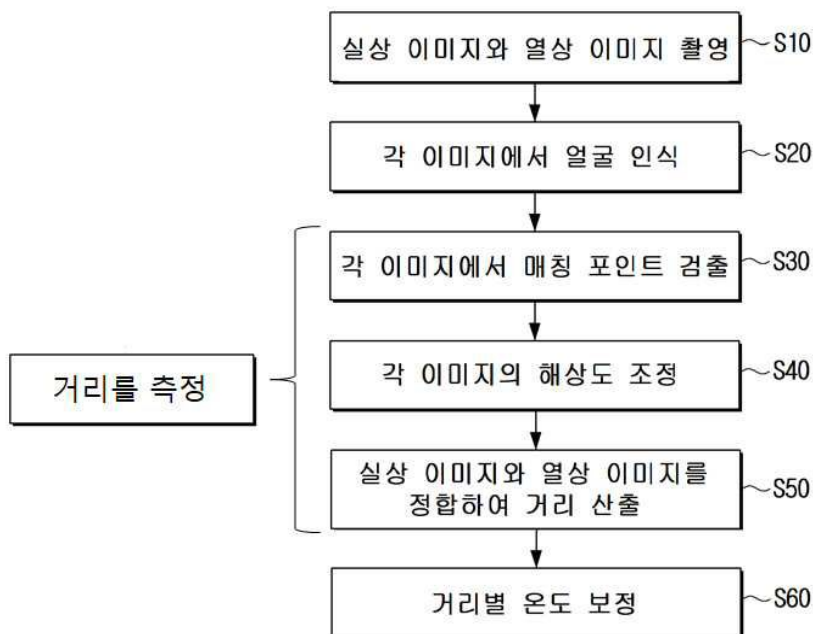 실상 이미지와 열상 이미지 촬영
S10
각 이미지에서 얼굴 인식
S20
각 이미지에서 매칭 포인트 검출
S30
거리를 측정
각 이미지의 해상도 조정
S40
실상 이미지와 열상 이미지를
정합하여 거리 산출
S50
거리별 온도 보정
S60